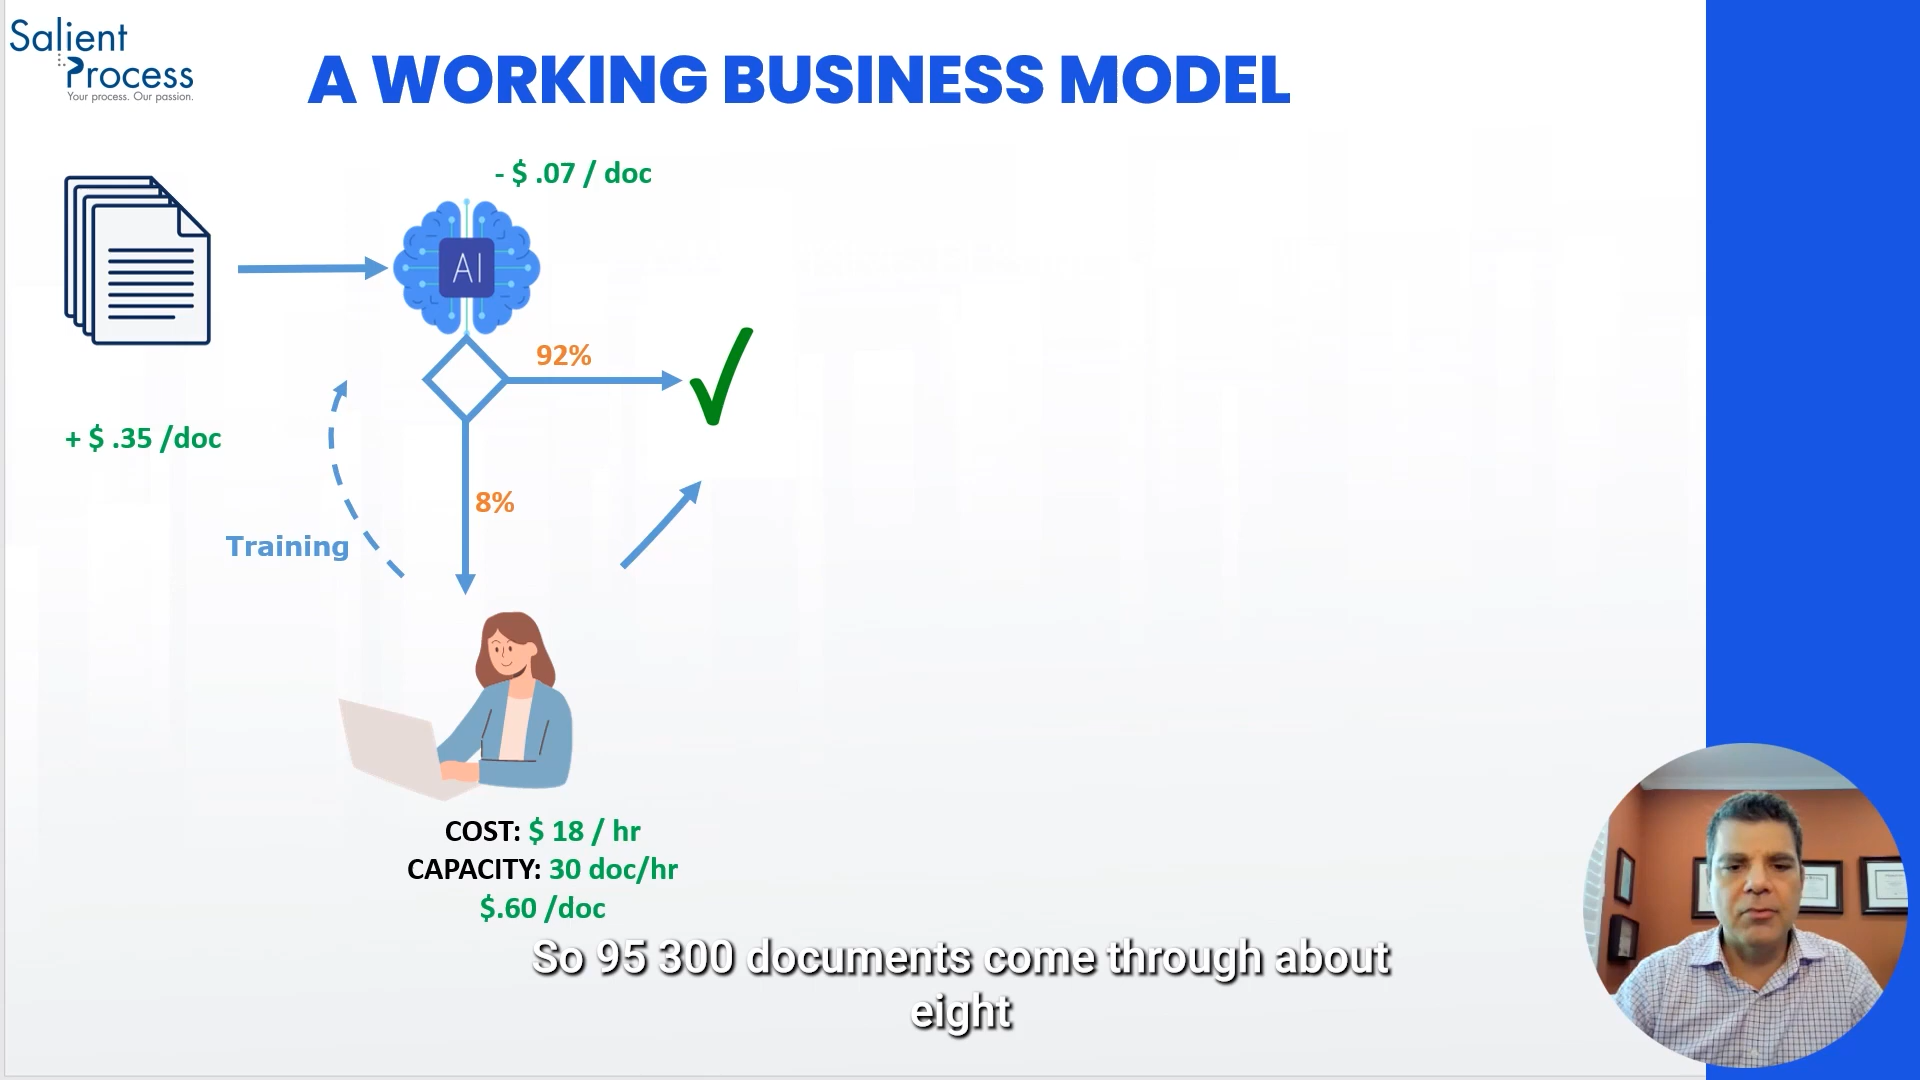 Salient
Process
Your process. Our passion.
A WORKING BUSINESS MODEL
- $ .07 / doc
AI
92%
+ $ .35 /doc
8%
Training
COST: $ 18 / hr
CAPACITY: 30 doc/hr
$.60 /doc
So 95 300 documents come through about
eight